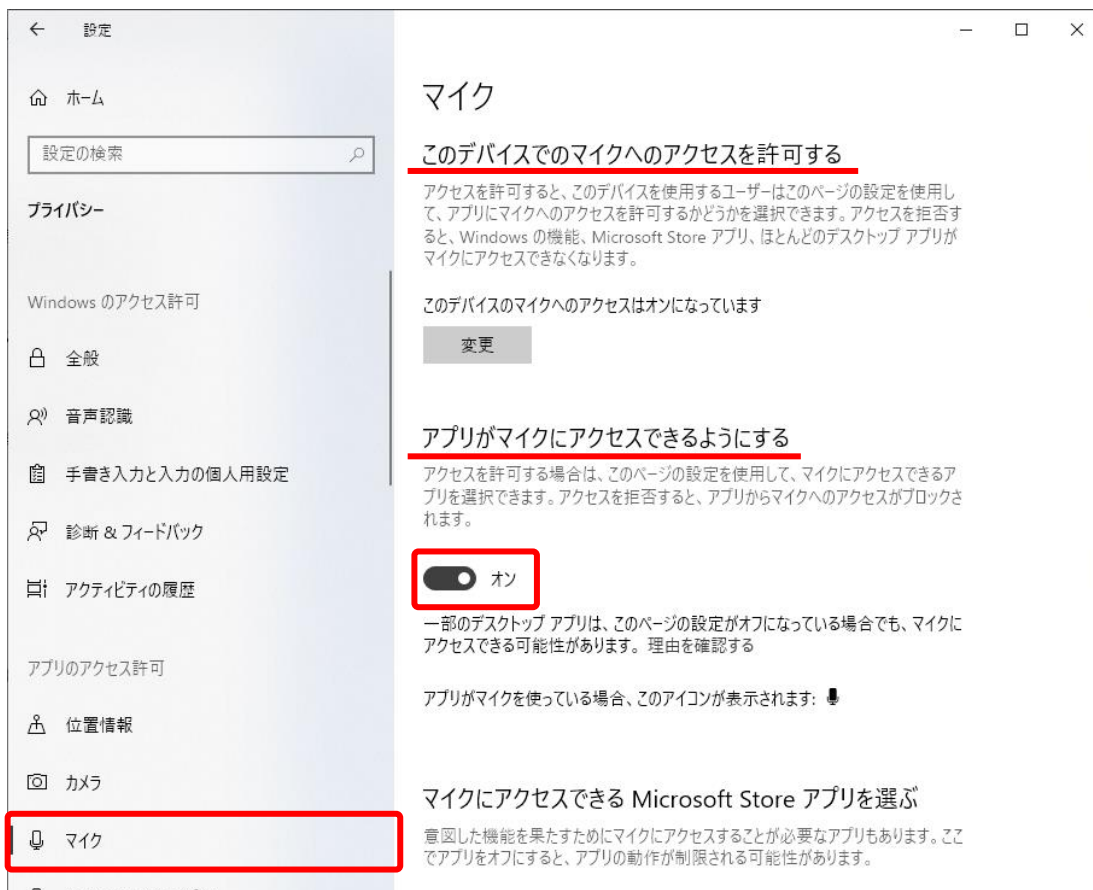 設定
ホーム
設定の検索
プライバシー
Windows のアクセス許可
全般
音声認識
手書き入力と入力の個人用設定
診断 & フィードバック
アクティビティの履歴
アプリのアクセス許可
位置情報
カメラ
マイク
マイク
このデバイスでのマイクへのアクセスを許可する
アクセスを許可すると、このデバイスを使用するユーザーはこのページの設定を使用し
て、アプリにマイクへのアクセスを許可するかどうかを選択できます。アクセスを拒否す
ると、Windows の機能、Microsoft Store アプリ、ほとんどのデスクトップ アプリが
マイクにアクセスできなくなります。
このデバイスのマイクへのアクセスはオンになっています
変更
アプリがマイクにアクセスできるようにする
アクセスを許可する場合は、このページの設定を使用して、マイクにアクセスできるア
プリを選択できます。アクセスを拒否すると、アプリからマイクへのアクセスがブロックさ
れます。
オン
一部のデスクトップ アプリは、このページの設定がオフになっている場合でも、マイクに
アクセスできる可能性があります。理由を確認する
アプリがマイクを使っている場合、このアイコンが表示されます:
マイクにアクセスできる Microsoft Store アプリを選ぶ
意図した機能を果たすためにマイクにアクセスすることが必要なアプリもあります。ここ
でアプリをオフにすると、アプリの動作が制限される可能性があります。